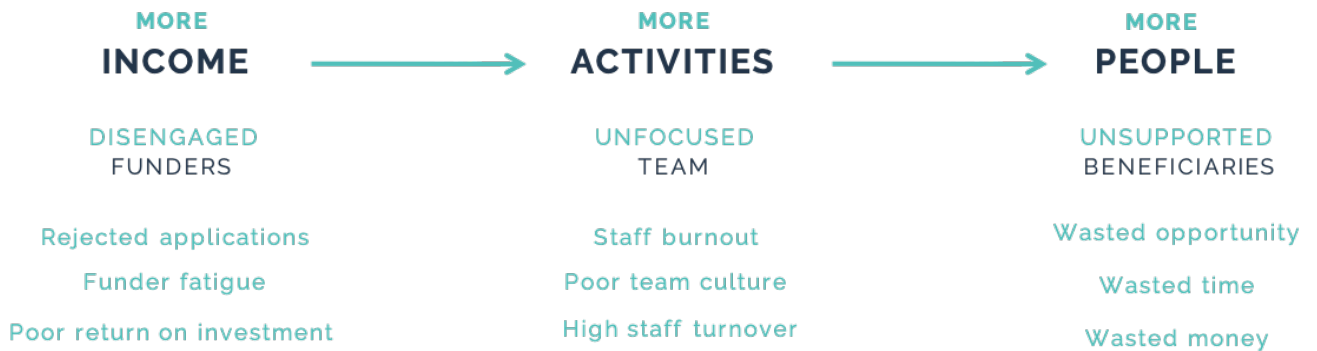 MORE
INCOME
DISENGAGED
FUNDERS
Rejected applications
Funder fatigue
Poor return on investment
MORE
ACTIVITIES
UNFOCUSED
TEAM
Staff burnout
Poor team culture
High staff turnover
MORE
PEOPLE
UNSUPPORTED
BENEFICIARIES
Wasted opportunity
Wasted time
Wasted money